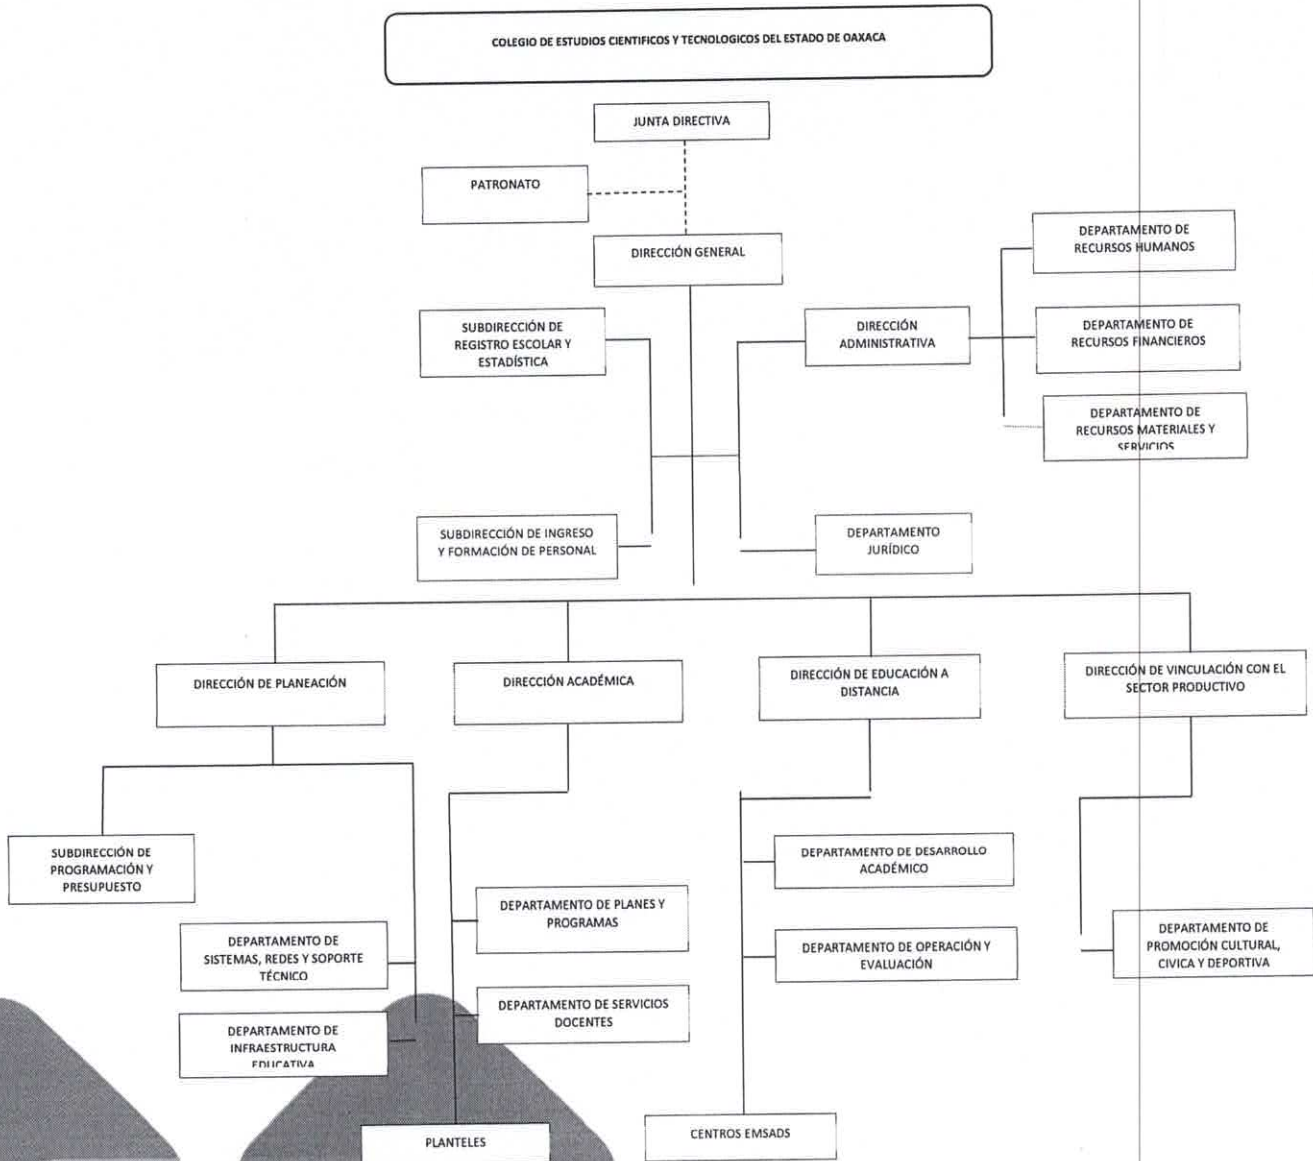 COLEGIO DE ESTUDIOS CIENTIFICOS Y TECNOLOGICOS DEL ESTADO DE OAXACA
JUNTA DIRECTIVA
PATRONATO
DIRECCIÓN GENERAL
DEPARTAMENTO DE
RECURSOS HUMANOS
SUBDIRECCIÓN DE
REGISTRO ESCOLAR Y
ESTADÍSTICA
DIRECCIÓN
ADMINISTRATIVA
DEPARTAMENTO DE
RECURSOS FINANCIEROS
DEPARTAMENTO DE
RECURSOS MATERIALES Y
SERVICIOS
SUBDIRECCIÓN DE INGRESO
Y FORMACIÓN DE PERSONAL
DEPARTAMENTO
JURÍDICO
DIRECCIÓN DE PLANEACIÓN
DIRECCIÓN ACADÉMICA
DIRECCIÓN DE EDUCACIÓN A
DISTANCIA
DIRECCIÓN DE VINCULACIÓN CON EL
SECTOR PRODUCTIVO
SUBDIRECCIÓN DE
PROGRAMACIÓN Y
PRESUPUESTO
DEPARTAMENTO DE
SISTEMAS, REDES Y SOPORTE
TÉCNICO
DEPARTAMENTO DE
INFRAESTRUCTURA
EDUCATIVA
DEPARTAMENTO DE PLANES Y
PROGRAMAS
DEPARTAMENTO DE SERVICIOS
DOCENTES
PLANTELES
DEPARTAMENTO DE DESARROLLO
ACADÉMICO
DEPARTAMENTO DE OPERACIÓN Y
EVALUACIÓN
CENTROS EMSADS
DEPARTAMENTO DE
PROMOCIÓN CULTURAL,
CIVICA Y DEPORTIVA